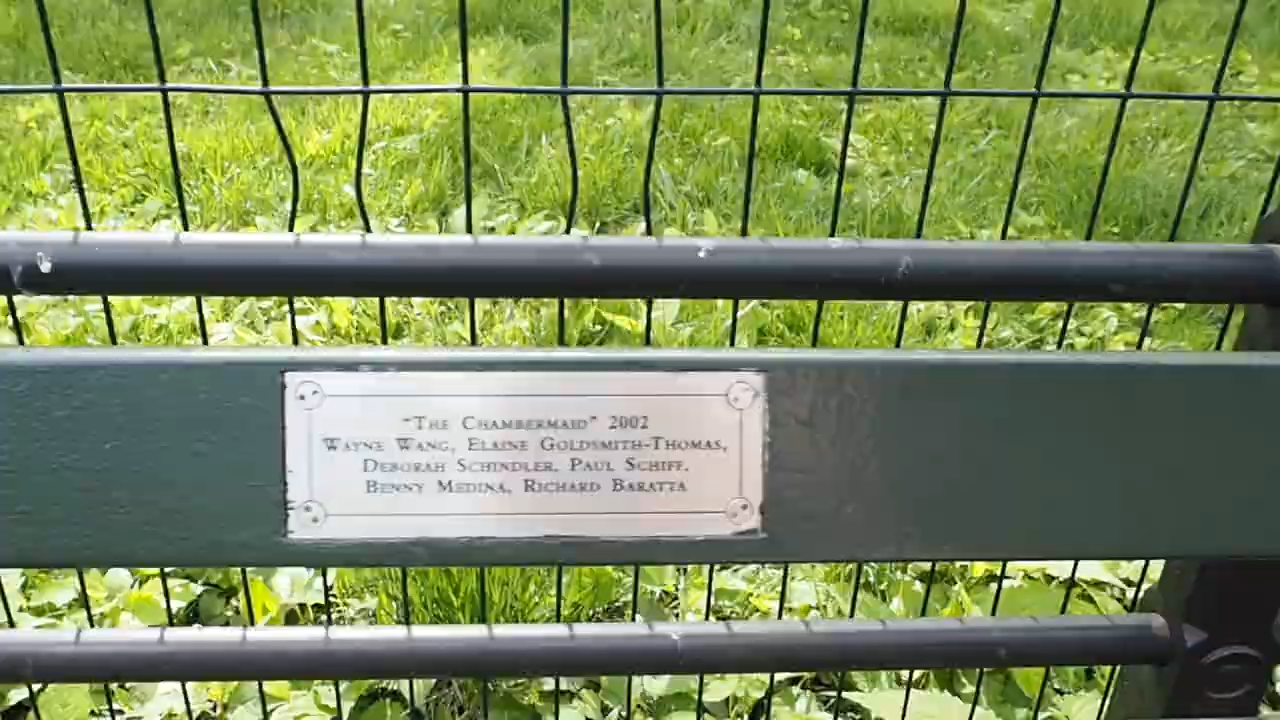 "The Chambermaid" 2002
Wayne Wang, Elaine Goldsmith-Thomas,
Deborah Schindler, Paul Schiff,
Benny Medina, Richard Baratta